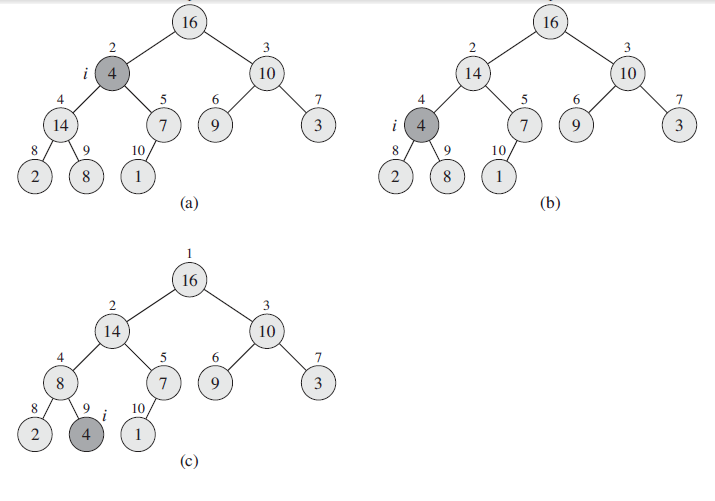 16
2 3
i 4 10
4 5 6 7
14 7 9 3
8 9 10
2 8 1
(a)
16
2 3
14 10
4 5 6 7
i 4 7 9 3
8 9 10
2 8 1
(b)
1
16
2 3
14 10
4 5 6 7
8 7 9 3
8 9 i 10
2 4 1
(c)